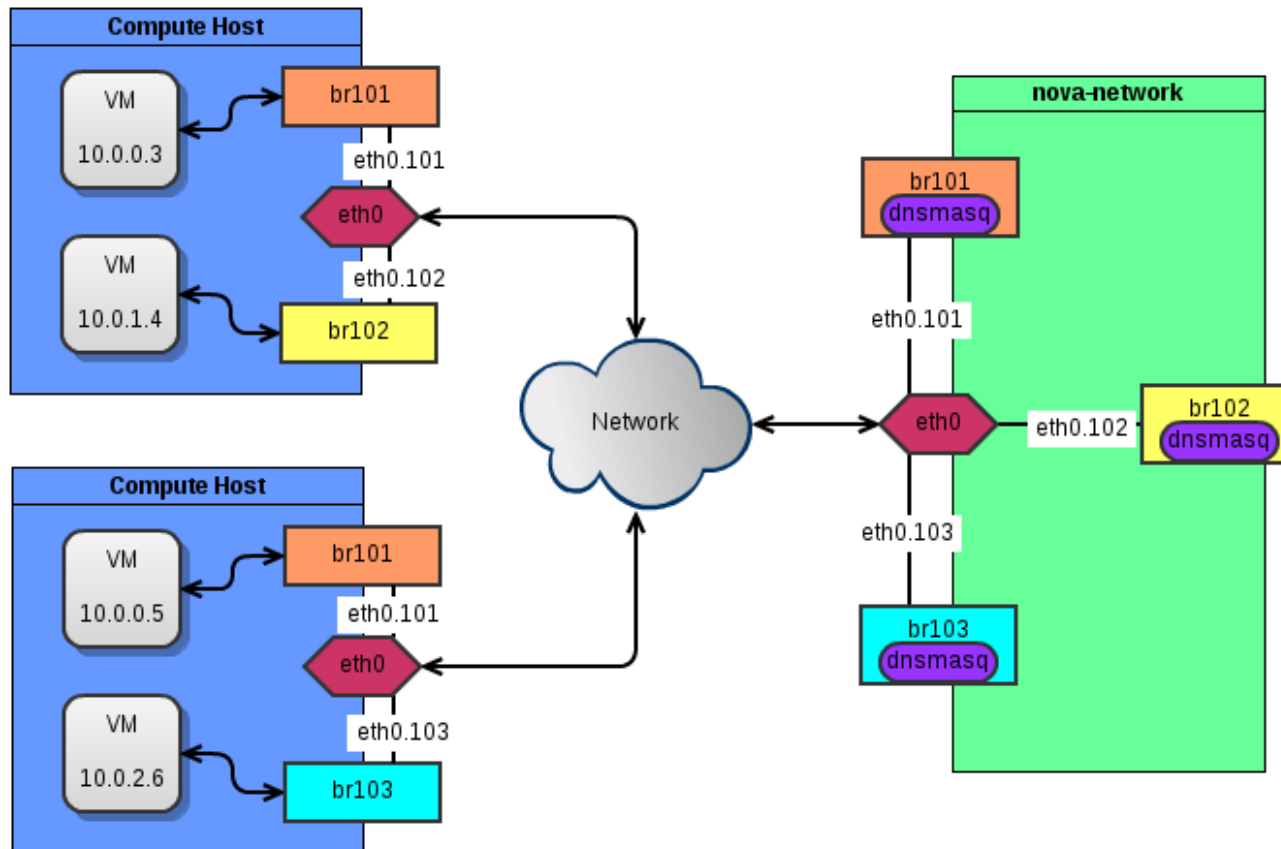 Compute Host
VM
10.0.0.3
br101
eth0.101
eth0
eth0.102
VM
10.0.1.4
br102
Compute Host
VM
10.0.0.5
br101
eth0.101
eth0
eth0.103
VM
10.0.2.6
br103
Network
nova-network
br101
dnsmasq
eth0.101
eth0
eth0.102
br102
dnsmasq
eth0.103
br103
dnsmasq